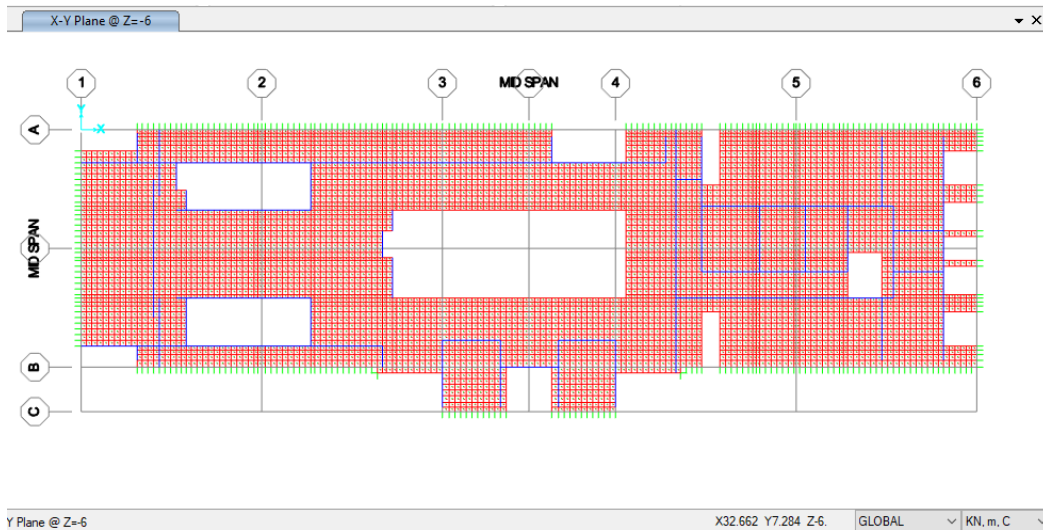 X-Y Plane @ Z=-6
1 2 3 MID SPAN 4 5 6
Y
X
A
MID SPAN
B
C
Y Plane @ Z=-6 X32.662 Y7.284 Z-6. GLOBAL KN, m, C